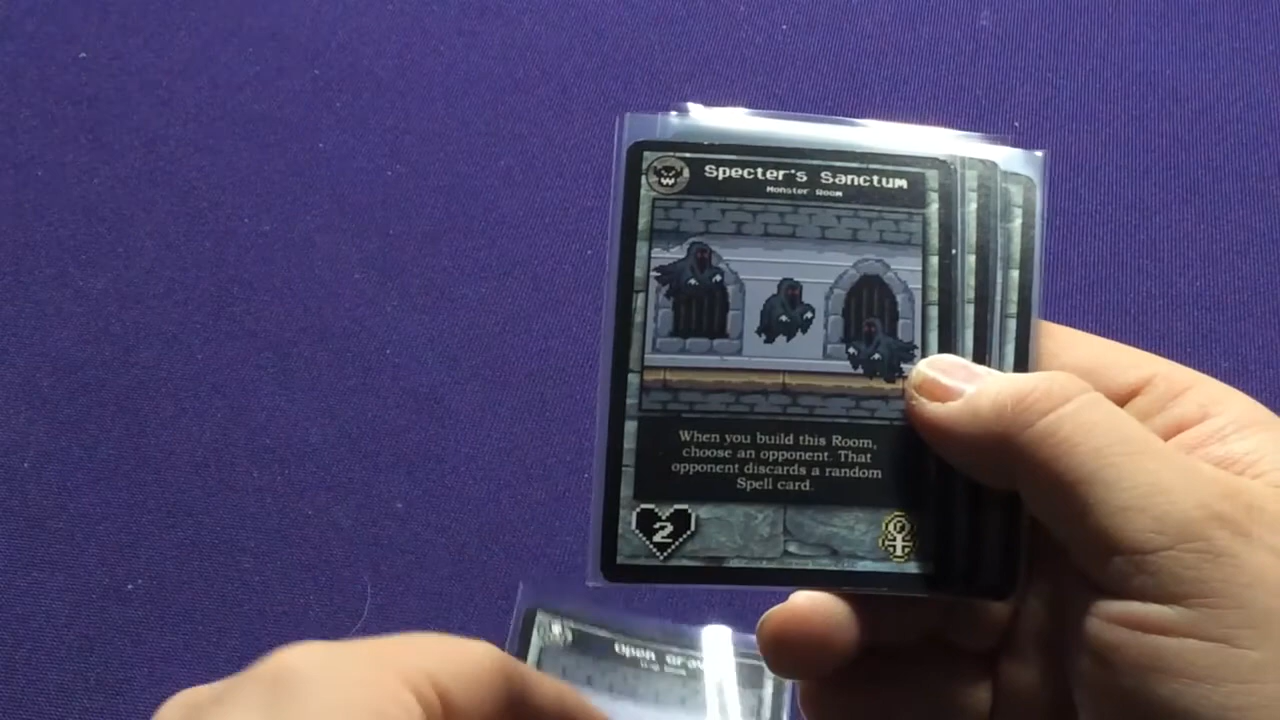 Specter's Sanctum
Monster Room
When you build this Room,
choose an opponent. That
opponent discards a random
Spell card.
2
Open